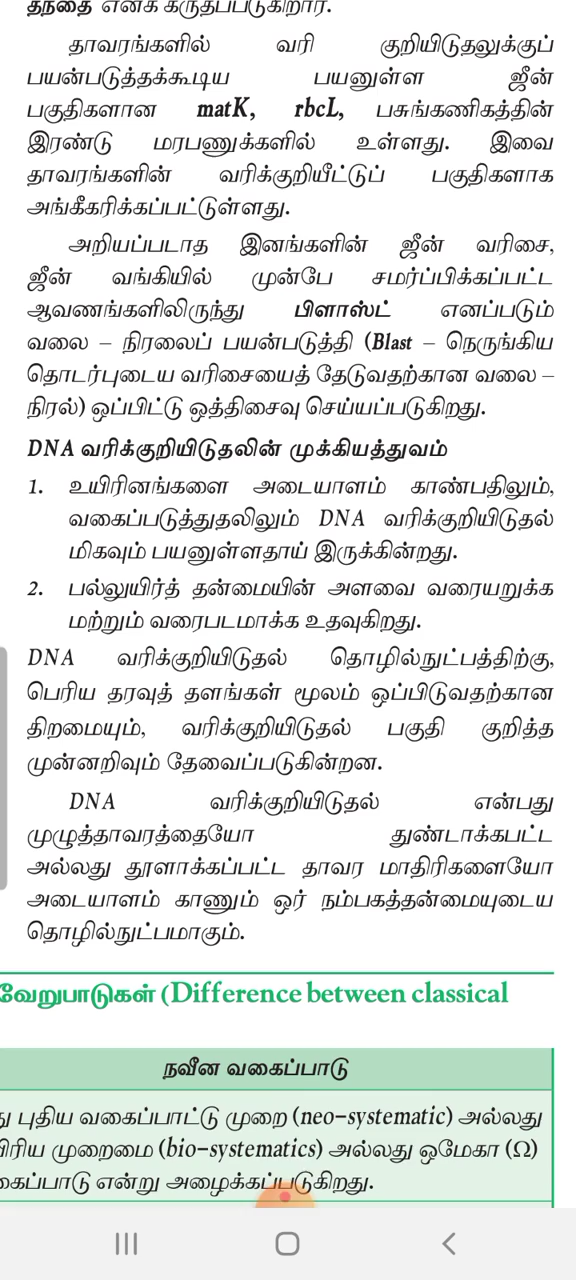 தந்தை எனக் கருதப்படுகிறார்.
தாவரங்களில் வரி குறியிடுதலுக்குப்
பயன்படுத்தக்கூடிய பயனுள்ள ஜீன்
பகுதிகளான matK, rbcL, பசுங்கணிகத்தின்
இரண்டு மரபணுக்களில் உள்ளது. இவை
தாவரங்களின் வரிக்குறியீட்டுப் பகுதிகளாக
அங்கீகரிக்கப்பட்டுள்ளது.
அறியப்படாத இனங்களின் ஜீன் வரிசை,
ஜீன் வங்கியில் முன்பே சமர்ப்பிக்கப்பட்ட
ஆவணங்களிலிருந்து பிளாஸ்ட் எனப்படும்
வலை – நிரலைப் பயன்படுத்தி (Blast – நெருங்கிய
தொடர்புடைய வரிசையைத் தேடுவதற்கான வலை –
நிரல்) ஒப்பிட்டு ஒத்திசைவு செய்யப்படுகிறது.
DNA வரிக்குறியிடுதலின் முக்கியத்துவம்
1. உயிரினங்களை அடையாளம் காண்பதிலும்,
வகைப்படுத்துதலிலும் DNA வரிக்குறியிடுதல்
மிகவும் பயனுள்ளதாய் இருக்கின்றது.
2. பல்லுயிர்த் தன்மையின் அளவை வரையறுக்க
மற்றும் வரைபடமாக்க உதவுகிறது.
DNA வரிக்குறியிடுதல் தொழில்நுட்பத்திற்கு,
பெரிய தரவுத் தளங்கள் மூலம் ஒப்பிடுவதற்கான
திறமையும், வரிக்குறியிடுதல் பகுதி குறித்த
முன்னறிவும் தேவைப்படுகின்றன.
DNA வரிக்குறியிடுதல் என்பது
முழுத்தாவரத்தையோ துண்டாக்கபட்ட
அல்லது தூளாக்கப்பட்ட தாவர மாதிரிகளையோ
அடையாளம் காணும் ஓர் நம்பகத்தன்மையுடைய
தொழில்நுட்பமாகும்.
வேறுபாடுகள் (Difference between classical
நவீன வகைப்பாடு
து புதிய வகைப்பாட்டு முறை (neo-systematic) அல்லது
யிரிய முறைமை (bio-systematics) அல்லது ஒமேகா (Ω)
கைப்பாடு என்று அழைக்கப்படுகிறது.